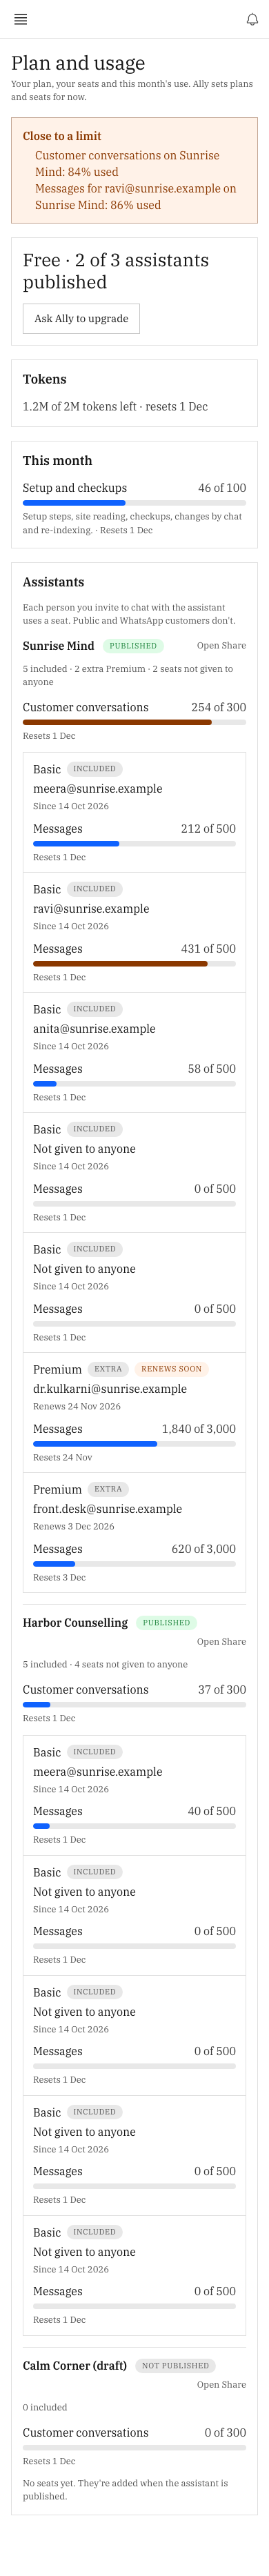 Plan and usage
Your plan, your seats and this month's use. Ally sets plans
and seats for now.
Close to a limit
Customer conversations on Sunrise
Mind: 84% used
Messages for ravi@sunrise.example on
Sunrise Mind: 86% used
Free · 2 of 3 assistants
published
Ask Ally to upgrade
Tokens
1.2M of 2M tokens left · resets 1 Dec
This month
Setup and checkups 46 of 100
Setup steps, site reading, checkups, changes by chat
and re-indexing. · Resets 1 Dec
Assistants
Each person you invite to chat with the assistant
uses a seat. Public and WhatsApp customers don't.
Sunrise Mind PUBLISHED Open Share
5 included · 2 extra Premium · 2 seats not given to
anyone
Customer conversations 254 of 300
Resets 1 Dec
Basic INCLUDED
meera@sunrise.example
Since 14 Oct 2026
Messages 212 of 500
Resets 1 Dec
Basic INCLUDED
ravi@sunrise.example
Since 14 Oct 2026
Messages 431 of 500
Resets 1 Dec
Basic INCLUDED
anita@sunrise.example
Since 14 Oct 2026
Messages 58 of 500
Resets 1 Dec
Basic INCLUDED
Not given to anyone
Since 14 Oct 2026
Messages 0 of 500
Resets 1 Dec
Basic INCLUDED
Not given to anyone
Since 14 Oct 2026
Messages 0 of 500
Resets 1 Dec
Premium EXTRA RENEWS SOON
dr.kulkarni@sunrise.example
Renews 24 Nov 2026
Messages 1,840 of 3,000
Resets 24 Nov
Premium EXTRA
front.desk@sunrise.example
Renews 3 Dec 2026
Messages 620 of 3,000
Resets 3 Dec
Harbor Counselling PUBLISHED
Open Share
5 included · 4 seats not given to anyone
Customer conversations 37 of 300
Resets 1 Dec
Basic INCLUDED
meera@sunrise.example
Since 14 Oct 2026
Messages 40 of 500
Resets 1 Dec
Basic INCLUDED
Not given to anyone
Since 14 Oct 2026
Messages 0 of 500
Resets 1 Dec
Basic INCLUDED
Not given to anyone
Since 14 Oct 2026
Messages 0 of 500
Resets 1 Dec
Basic INCLUDED
Not given to anyone
Since 14 Oct 2026
Messages 0 of 500
Resets 1 Dec
Basic INCLUDED
Not given to anyone
Since 14 Oct 2026
Messages 0 of 500
Resets 1 Dec
Calm Corner (draft) NOT PUBLISHED
Open Share
0 included
Customer conversations 0 of 300
Resets 1 Dec
No seats yet. They're added when the assistant is
published.